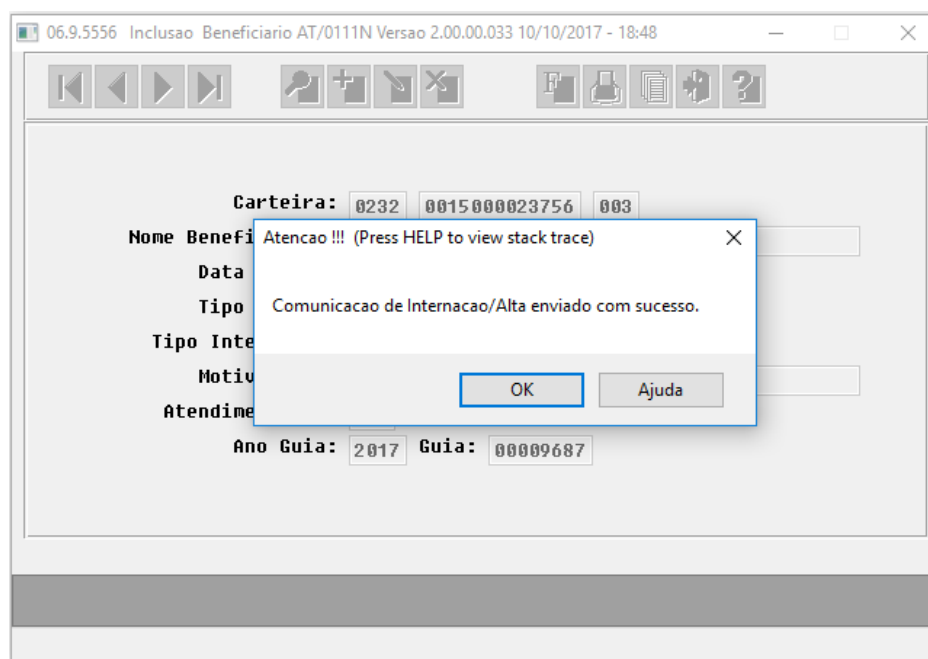 06.9.5556 Inclusao Beneficiario AT/0111N Versao 2.00.00.033 10/10/2017 - 18:48
F ?
Carteira: 0232 0015000023756 003
Nome Benefi
Atencao !!! (Press HELP to view stack trace)
Data
Comunicacao de Internacao/Alta enviado com sucesso.
Tipo
Tipo Inte
Motiv
OK Ajuda
Atendime
Ano Guia: 2017 Guia: 00009687